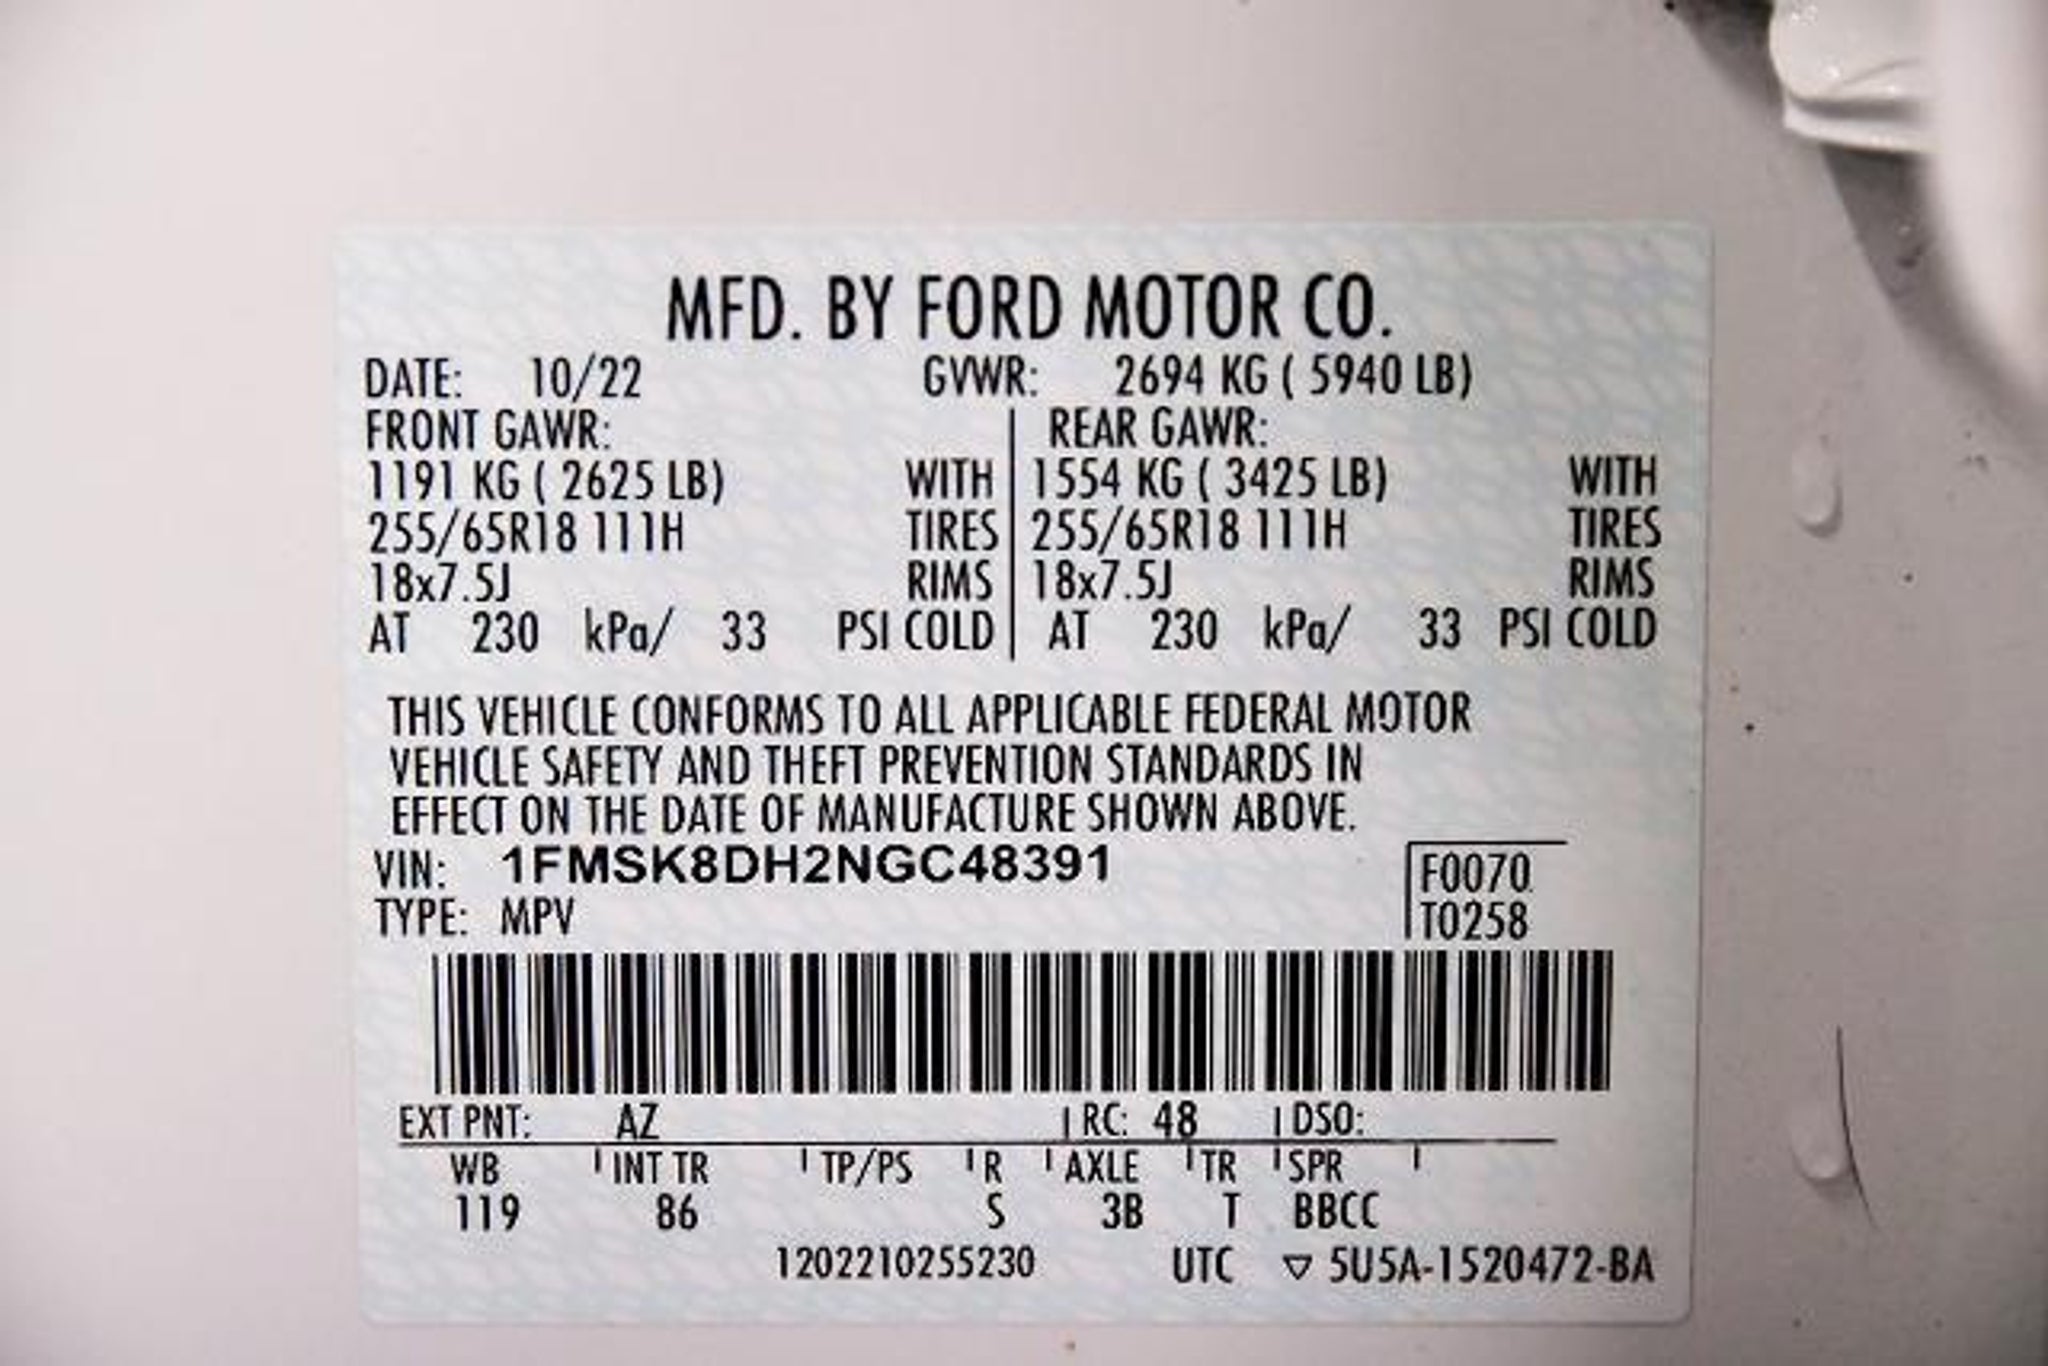 MFD. BY FORD MOTOR CO.
DATE: 10/22 GVWR: 2694 KG ( 5940 LB)
FRONT GAWR: REAR GAWR:
1191 KG ( 2625 LB) WITH 1554 KG ( 3425 LB) WITH
255/65R18 111H TIRES 255/65R18 111H TIRES
18x7.5J RIMS 18x7.5J RIMS
AT 230 kPa/ 33 PSI COLD AT 230 kPa/ 33 PSI COLD
THIS VEHICLE CONFORMS TO ALL APPLICABLE FEDERAL MOTOR
VEHICLE SAFETY AND THEFT PREVENTION STANDARDS IN
EFFECT ON THE DATE OF MANUFACTURE SHOWN ABOVE.
VIN: 1FMSK8DH2NGC48391 F0070
TYPE: MPV T0258
EXT PNT: AZ RC: 48 DSO:
WB INT TR TP/PS R AXLE TR SPR
119 86 S 3B T BBCC
1202210255230 UTC ▽ 5U5A-1520472-BA